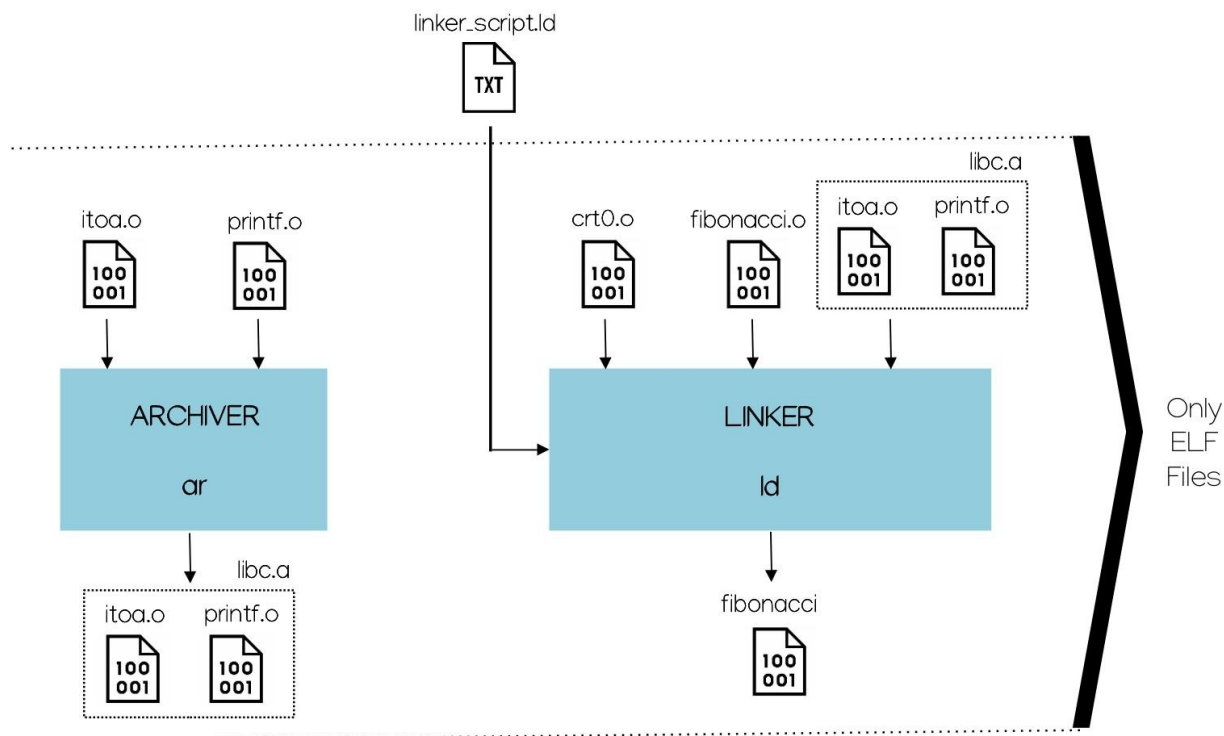 linker_script.ld
TXT
libc.a
itoa.o
printf.o
crt0.o
fibonacci.o
itoa.o
printf.o
100
001
100
001
100
001
100
001
100
001
100
001
ARCHIVER
ar
LINKER
ld
Only
ELF
Files
libc.a
itoa.o
printf.o
100
001
100
001
fibonacci
100
001